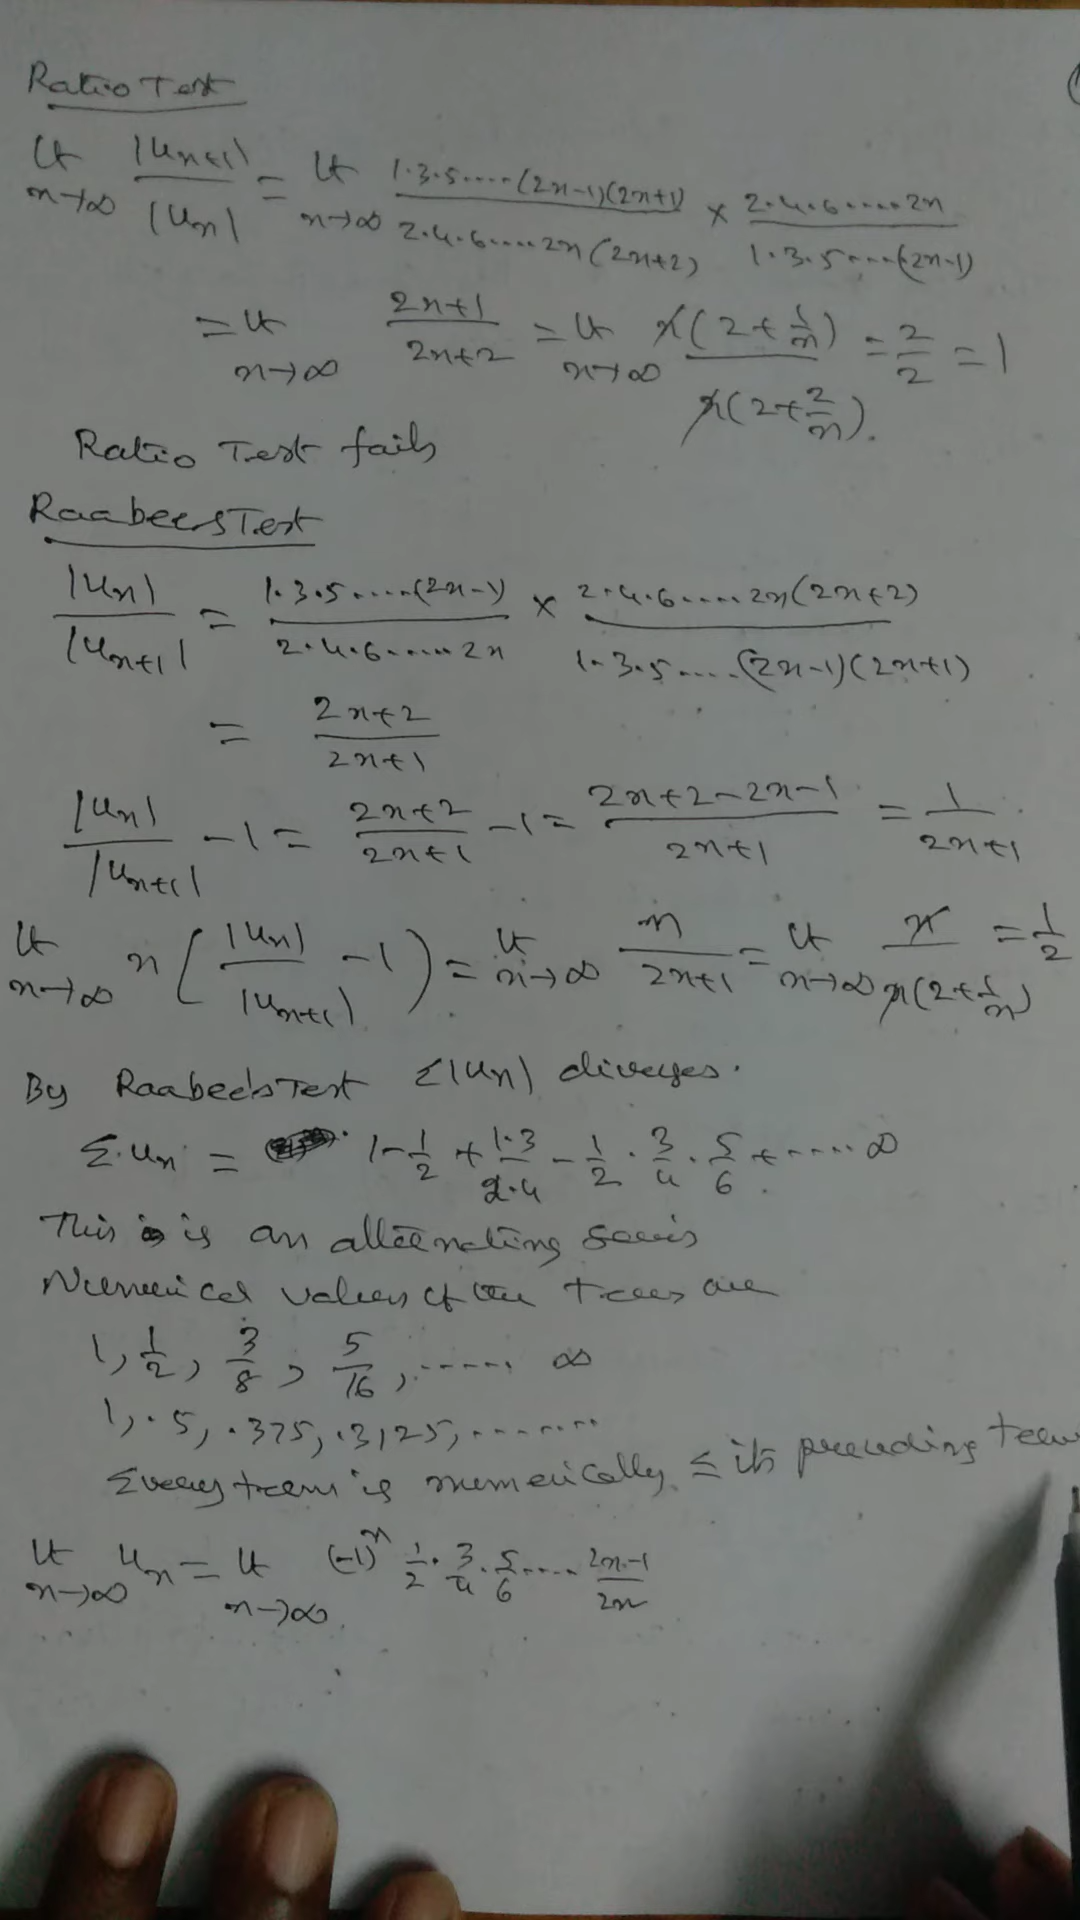 Ratio Test
Lt n→∞ |un+1| / |un| = Lt n→∞ 1.3.5....(2n-1)(2n+1) / 2.4.6....2n(2n+2) × 2.4.6.....2n / 1.3.5....(2n-1)
= Lt n→∞ 2n+1 / 2n+2 = Lt n→∞ n(2+1/n) / n(2+2/n). = 2/2 = 1
Ratio Test fails
Raabees Test
|un| / |un+1| = 1.3.5....(2n-1) / 2.4.6.....2n × 2.4.6....2n(2n+2) / 1.3.5....(2n-1)(2n+1)
= 2n+2 / 2n+1
|un| / |un+1| -1 = 2n+2 / 2n+1 -1 = 2n+2-2n-1 / 2n+1 = 1 / 2n+1
Lt n→∞ n ( |un| / |un+1| -1 ) = Lt n→∞ n / 2n+1 = Lt n→∞ n / n(2+1/n) = 1/2
By Raabee's Test Σ|un| diverges.
Σ un = 1 - 1/2 + 1.3/2.4 - 1/2 . 3/4 . 5/6 + ..... ∞
This is an alternating series
Numerical values of the terms are
1, 1/2, 3/8, 5/16, ...... ∞
1, .5, .375, .3125, ........
Every term is numerically ≤ its preceding term
Lt n→∞ un = Lt n→∞ (-1)^n 1/2 . 3/4 . 5/6 .... 2n-1 / 2n